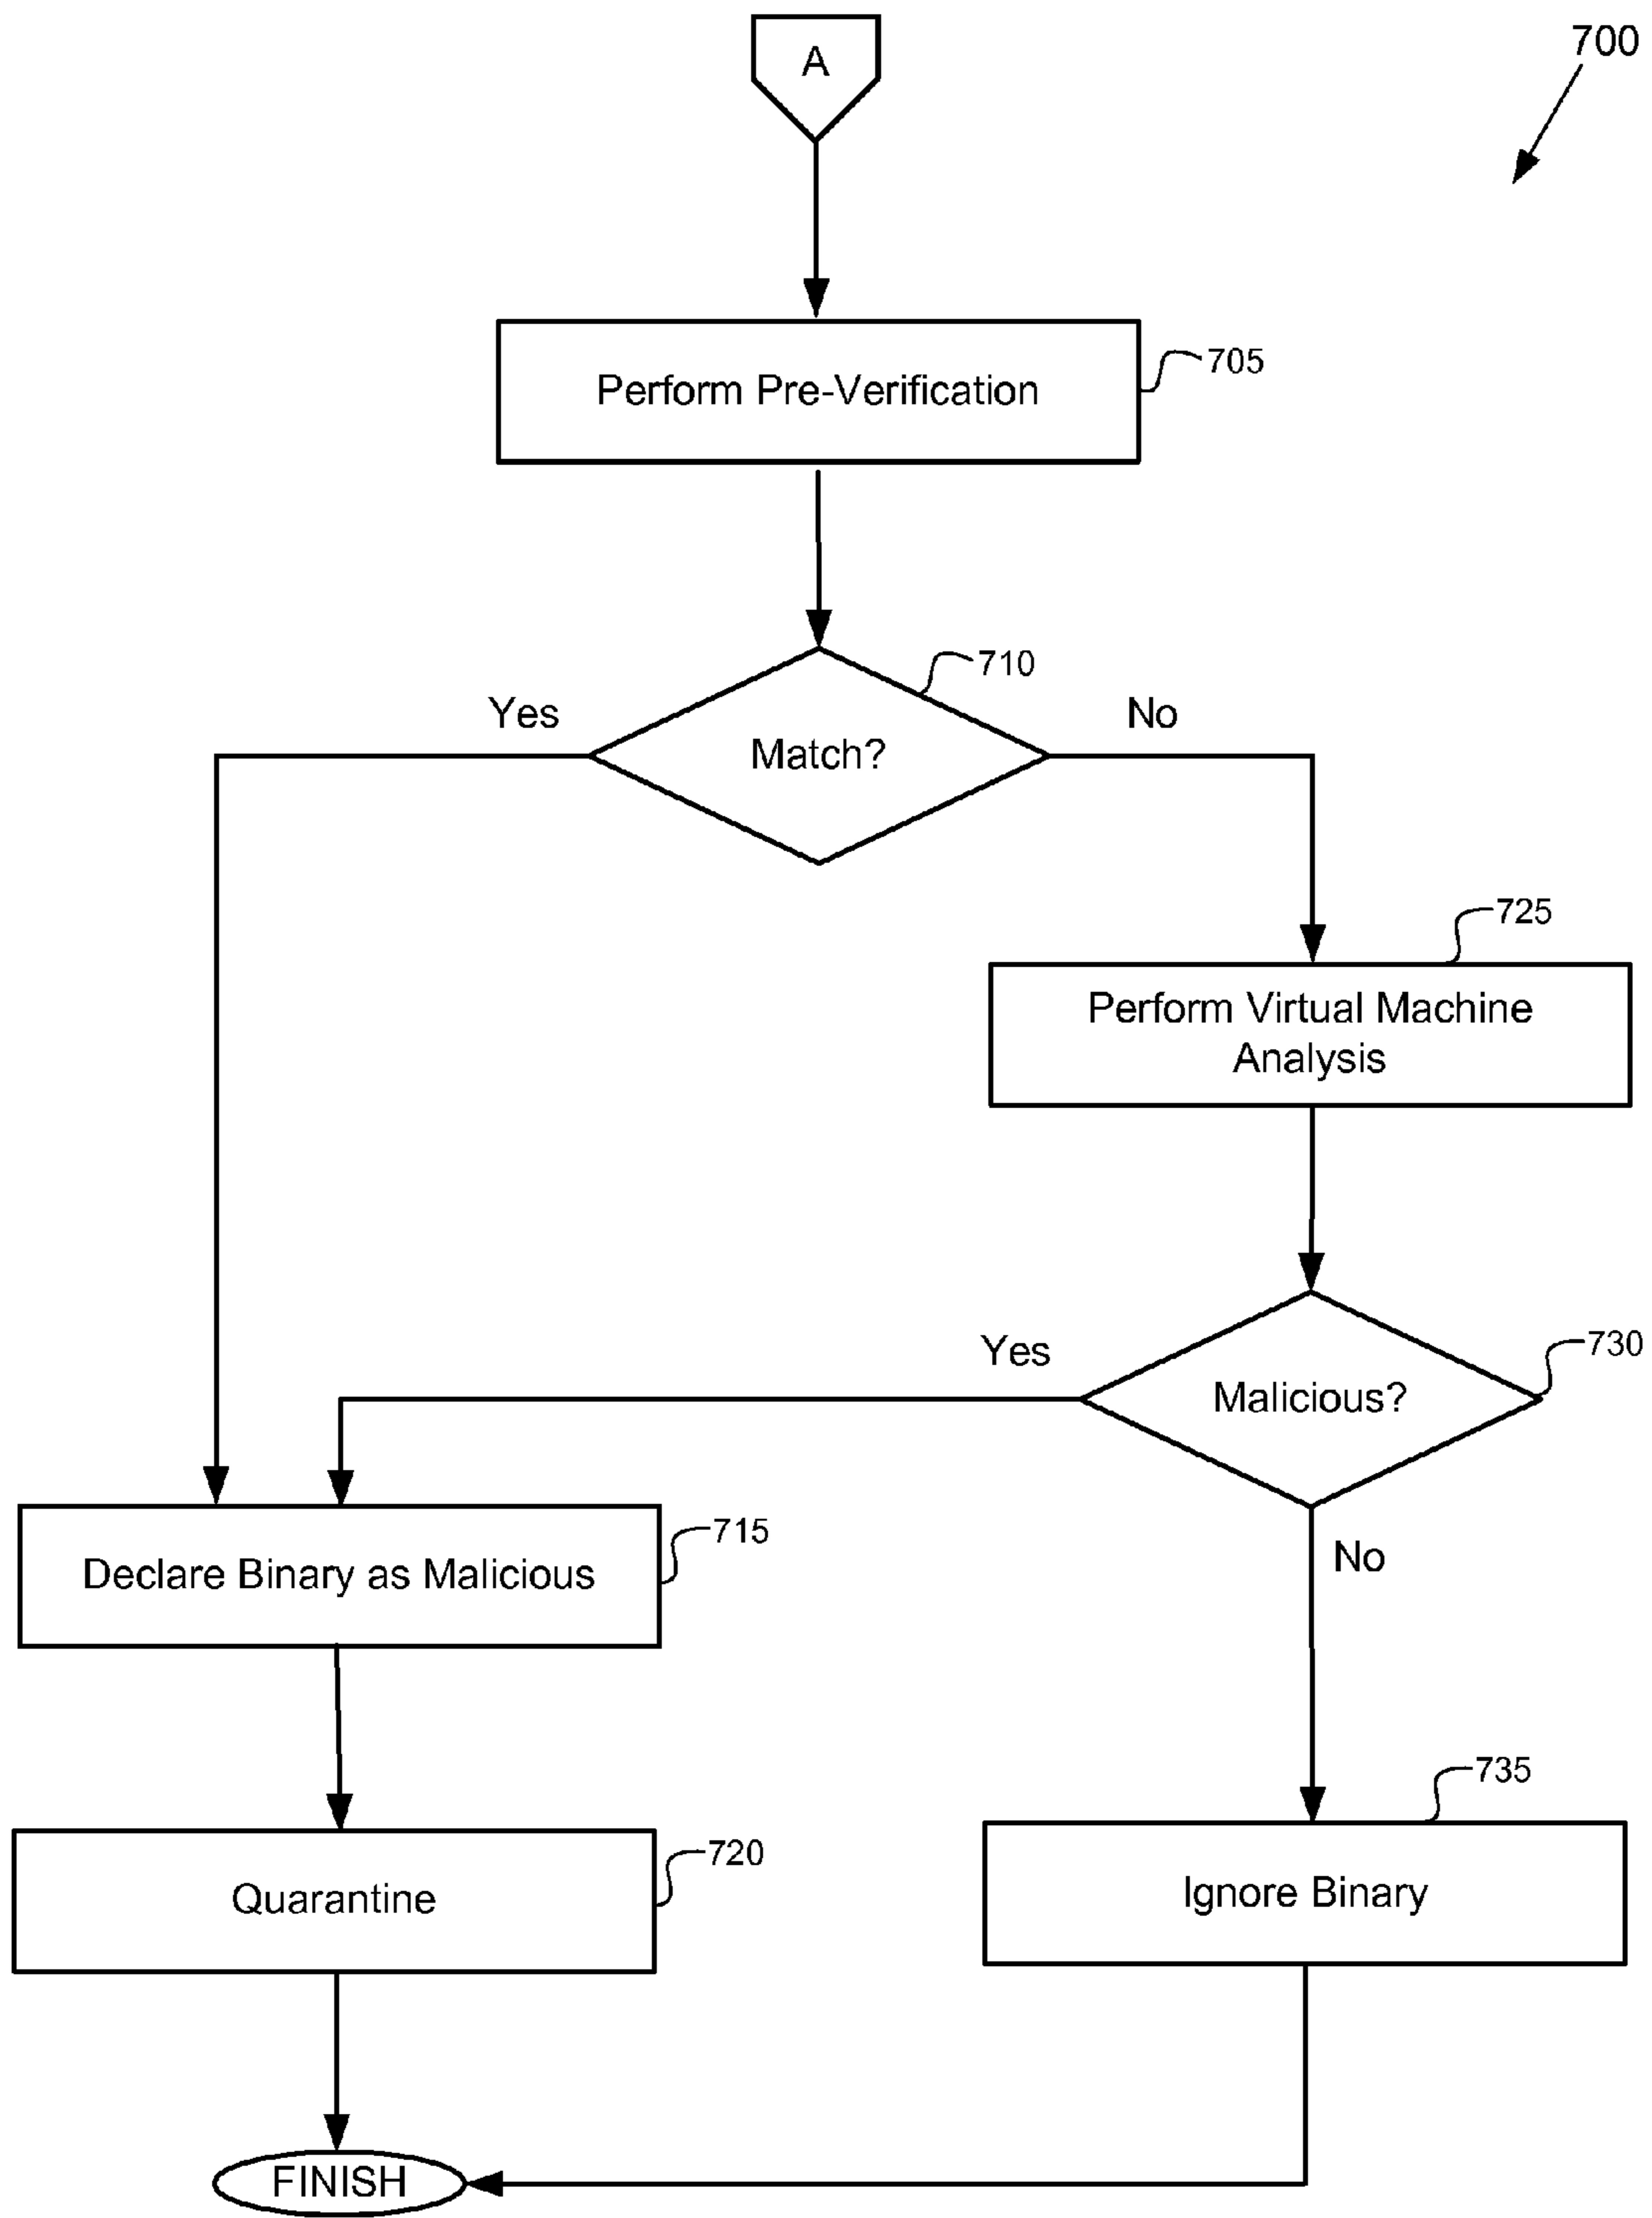 A
700
Perform Pre-Verification
705
710
Yes
Match?
No
725
Perform Virtual Machine
Analysis
730
Yes
Malicious?
No
715
Declare Binary as Malicious
735
720
Quarantine
Ignore Binary
FINISH